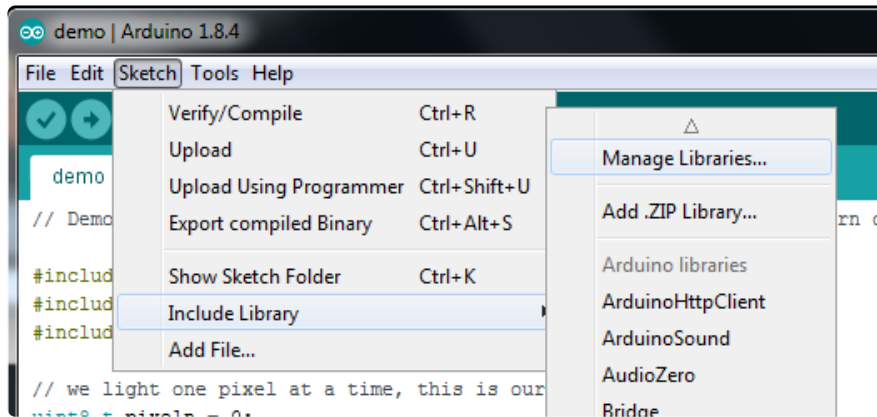 demo | Arduino 1.8.4
File Edit Sketch Tools Help
Verify/Compile Ctrl+R
Upload Ctrl+U
Upload Using Programmer Ctrl+Shift+U
Export compiled Binary Ctrl+Alt+S
Show Sketch Folder Ctrl+K
Include Library
Add File...
Manage Libraries...
Add .ZIP Library...
Arduino libraries
ArduinoHttpClient
ArduinoSound
AudioZero
Bridge
demo
// Demo
#includ
#includ
#includ
// we light one pixel at a time, this is our
uint8_t pixeln = 0;